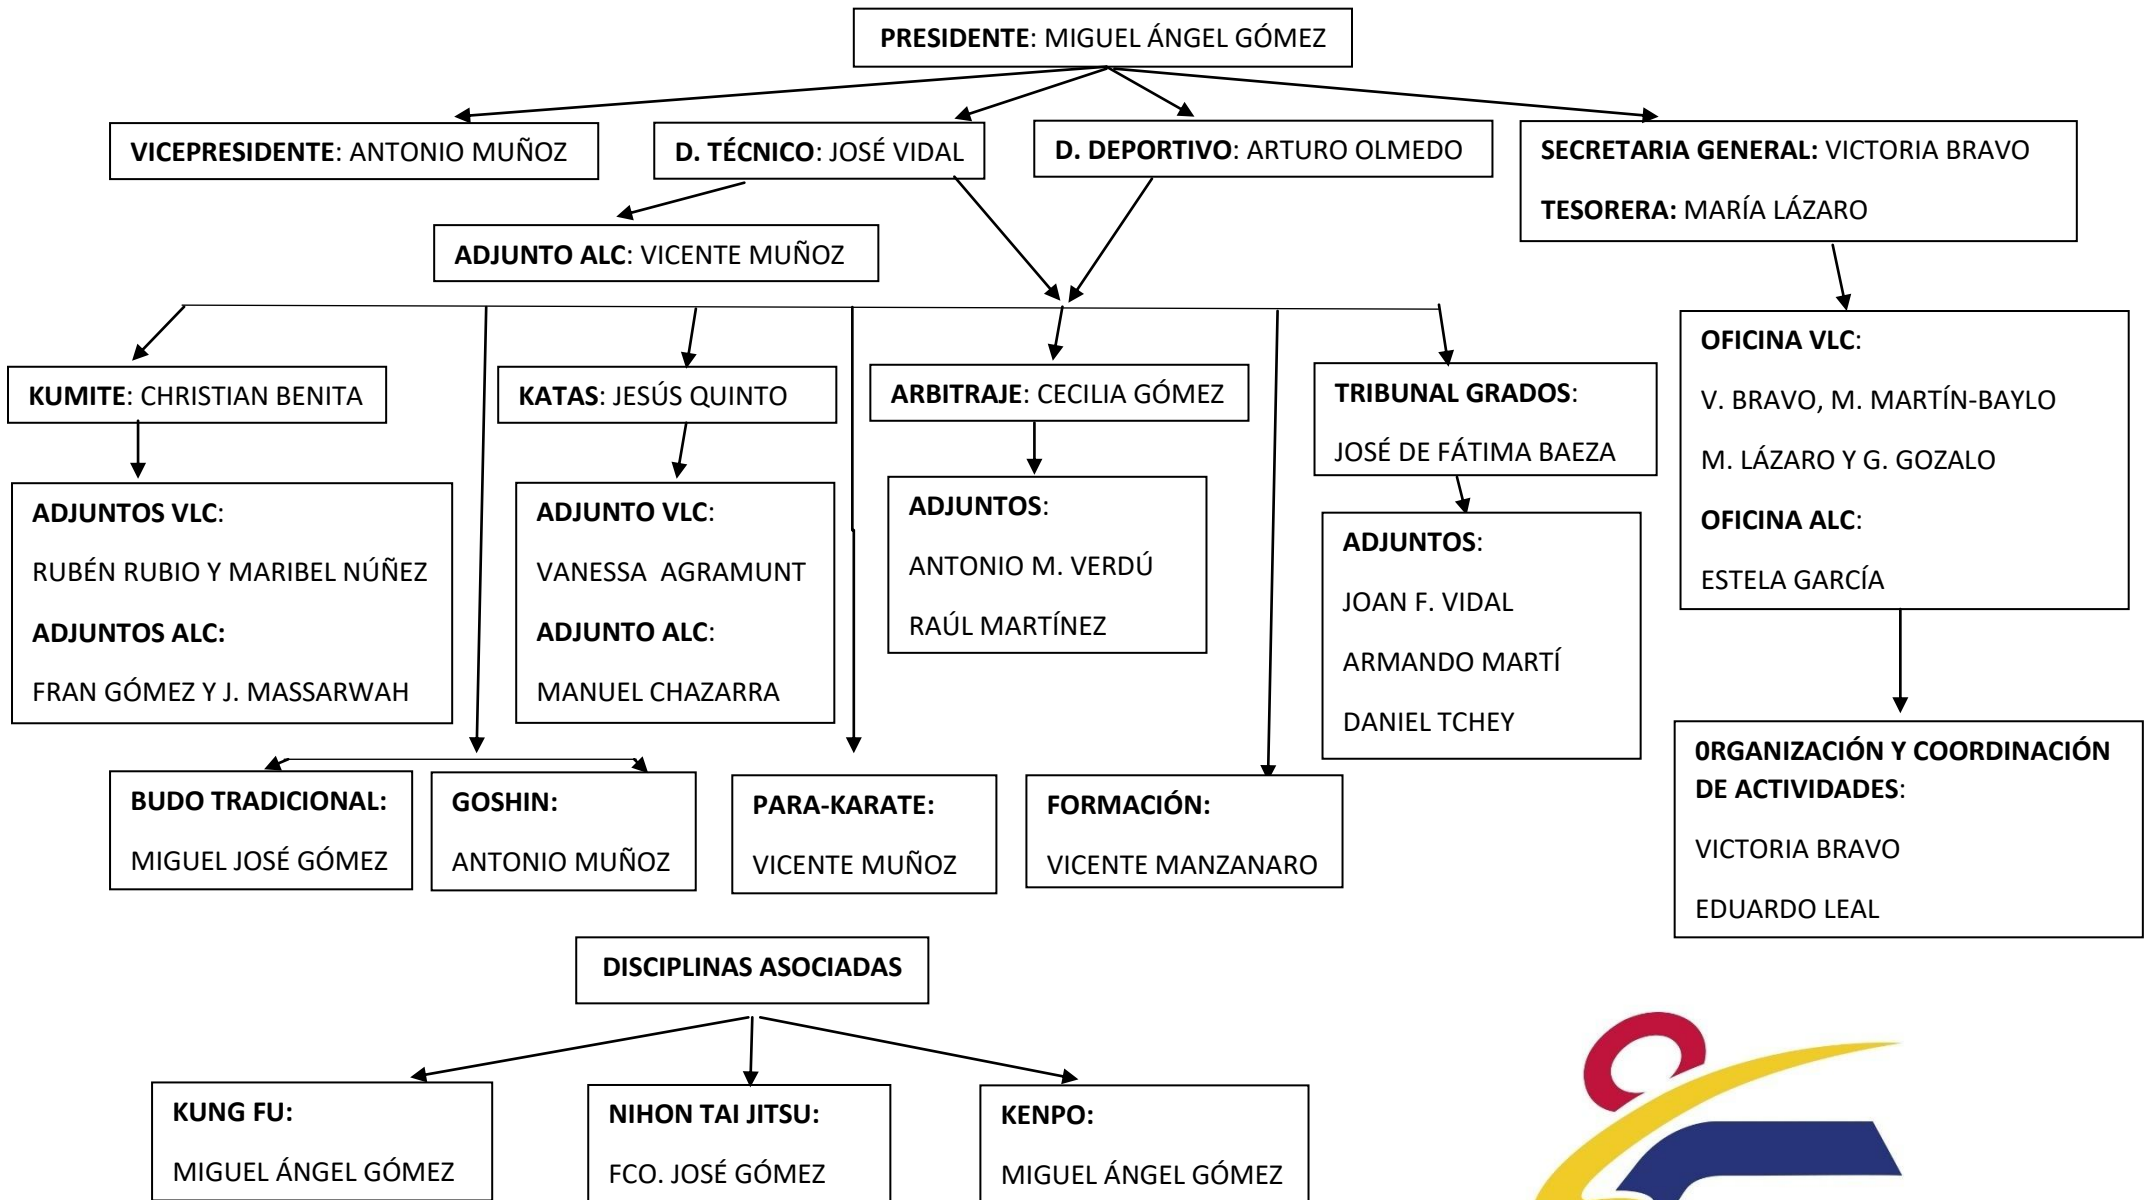 PRESIDENTE: MIGUEL ÁNGEL GÓMEZ
VICEPRESIDENTE: ANTONIO MUÑOZ
D. TÉCNICO: JOSÉ VIDAL
D. DEPORTIVO: ARTURO OLMEDO
SECRETARIA GENERAL: VICTORIA BRAVO
TESORERA: MARÍA LÁZARO
ADJUNTO ALC: VICENTE MUÑOZ
KUMITE: CHRISTIAN BENITA
ADJUNTOS VLC:
RUBÉN RUBIO Y MARIBEL NÚÑEZ
ADJUNTOS ALC:
FRAN GÓMEZ Y J. MASSARWAH
KATAS: JESÚS QUINTO
ADJUNTO VLC:
VANESSA AGRAMUNT
ADJUNTO ALC:
MANUEL CHAZARRA
ARBITRAJE: CECILIA GÓMEZ
ADJUNTOS:
ANTONIO M. VERDÚ
RAÚL MARTÍNEZ
TRIBUNAL GRADOS:
JOSÉ DE FÁTIMA BAEZA
ADJUNTOS:
JOAN F. VIDAL
ARMANDO MARTÍ
DANIEL TCHEY
OFICINA VLC:
V. BRAVO, M. MARTÍN-BAYLO
M. LÁZARO Y G. GOZALO
OFICINA ALC:
ESTELA GARCÍA
0RGANIZACIÓN Y COORDINACIÓN
DE ACTIVIDADES:
VICTORIA BRAVO
EDUARDO LEAL
BUDO TRADICIONAL:
MIGUEL JOSÉ GÓMEZ
GOSHIN:
ANTONIO MUÑOZ
PARA-KARATE:
VICENTE MUÑOZ
FORMACIÓN:
VICENTE MANZANARO
DISCIPLINAS ASOCIADAS
KUNG FU:
MIGUEL ÁNGEL GÓMEZ
NIHON TAI JITSU:
FCO. JOSÉ GÓMEZ
KENPO:
MIGUEL ÁNGEL GÓMEZ